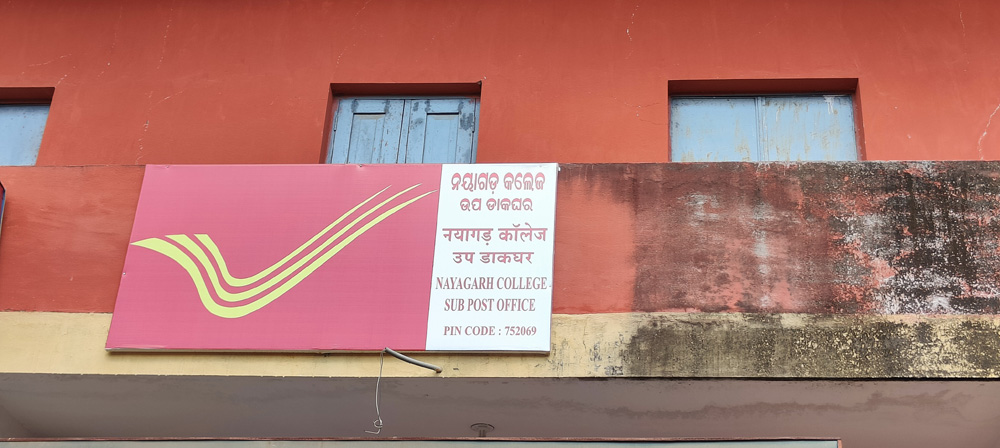 ନୟାଗଡ଼ କଲେଜ
ଉପ ଡାକଘର
नयागड़ कॉलेज
उप डाकघर
NAYAGARH COLLEGE
SUB POST OFFICE
PIN CODE : 752069